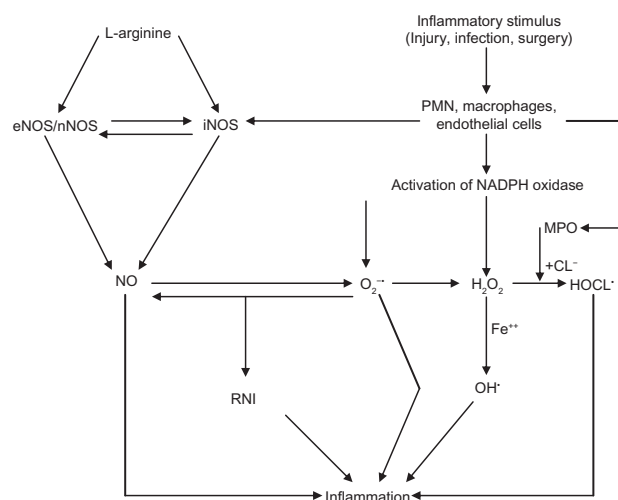 Inflammatory stimulus
(Injury, infection, surgery)
L-arginine
PMN, macrophages,
endothelial cells
eNOS/nNOS
iNOS
Activation of NADPH oxidase
MPO
+CL⁻
NO
O₂⁻•
H₂O₂
HOCL•
Fe⁺⁺
RNI
OH•
Inflammation